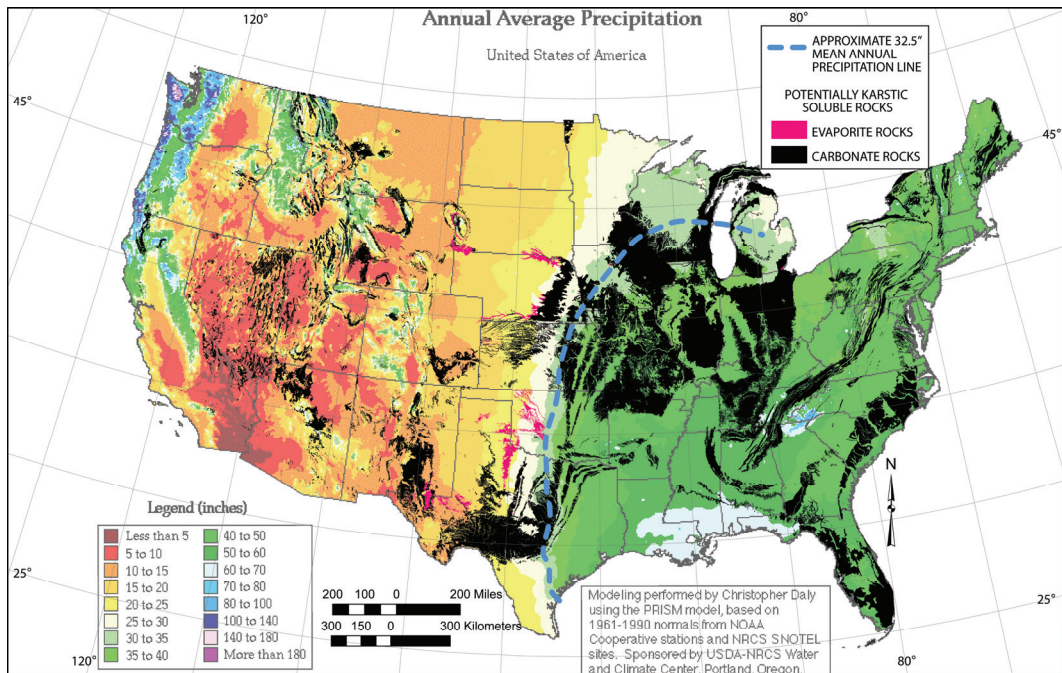 Annual Average Precipitation
United States of America
120°
80°
45°
45°
25°
25°
120°
80°
APPROXIMATE 32.5"
MEAN ANNUAL
PRECIPITATION LINE
POTENTIALLY KARSTIC
SOLUBLE ROCKS
EVAPORITE ROCKS
CARBONATE ROCKS
N
Legend (inches)
Less than 5
5 to 10
10 to 15
15 to 20
20 to 25
25 to 30
30 to 35
35 to 40
40 to 50
50 to 60
60 to 70
70 to 80
80 to 100
100 to 140
140 to 180
More than 180
200 100 0 200 Miles
300 150 0 300 Kilometers
Modeling performed by Christopher Daly
using the PRISM model, based on
1961-1990 normals from NOAA
Cooperative stations and NRCS SNOTEL
sites. Sponsored by USDA-NRCS Water
and Climate Center, Portland, Oregon.